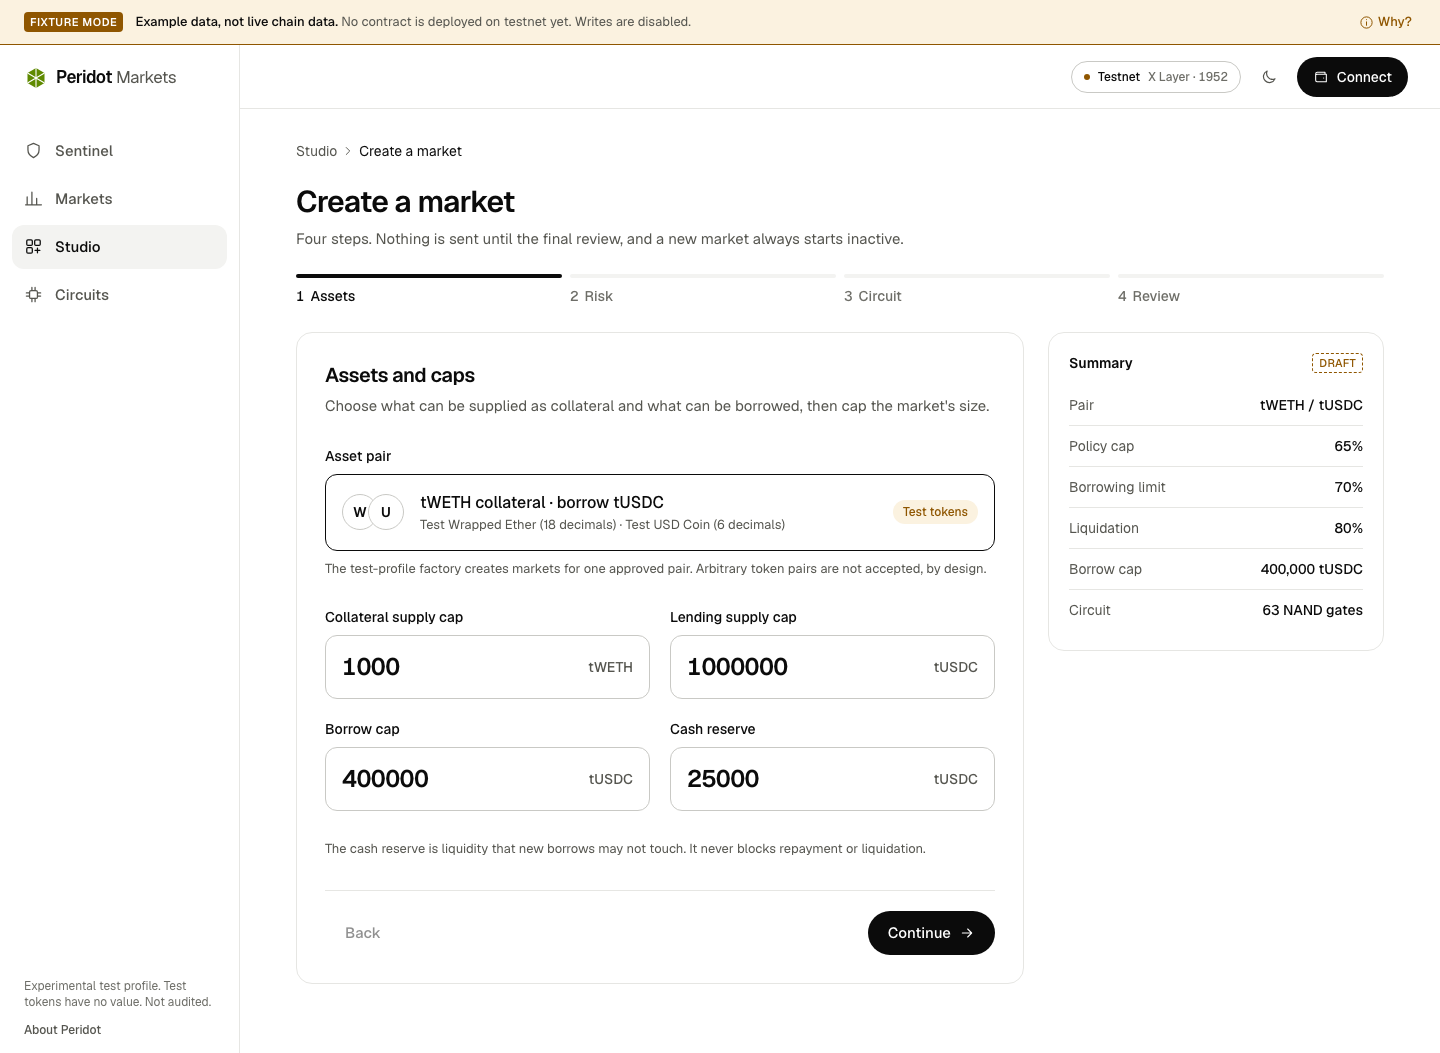 FIXTURE MODE Example data, not live chain data. No contract is deployed on testnet yet. Writes are disabled. Why?
Peridot Markets
Testnet X Layer · 1952 Connect
Sentinel
Markets
Studio
Circuits
Studio > Create a market
Create a market
Four steps. Nothing is sent until the final review, and a new market always starts inactive.
1 Assets 2 Risk 3 Circuit 4 Review
Assets and caps
Choose what can be supplied as collateral and what can be borrowed, then cap the market's size.
Asset pair
W U
tWETH collateral · borrow tUSDC
Test Wrapped Ether (18 decimals) · Test USD Coin (6 decimals)
Test tokens
The test-profile factory creates markets for one approved pair. Arbitrary token pairs are not accepted, by design.
Collateral supply cap Lending supply cap
1000 tWETH 1000000 tUSDC
Borrow cap Cash reserve
400000 tUSDC 25000 tUSDC
The cash reserve is liquidity that new borrows may not touch. It never blocks repayment or liquidation.
Back Continue →
Summary DRAFT
Pair tWETH / tUSDC
Policy cap 65%
Borrowing limit 70%
Liquidation 80%
Borrow cap 400,000 tUSDC
Circuit 63 NAND gates
Experimental test profile. Test
tokens have no value. Not audited.
About Peridot